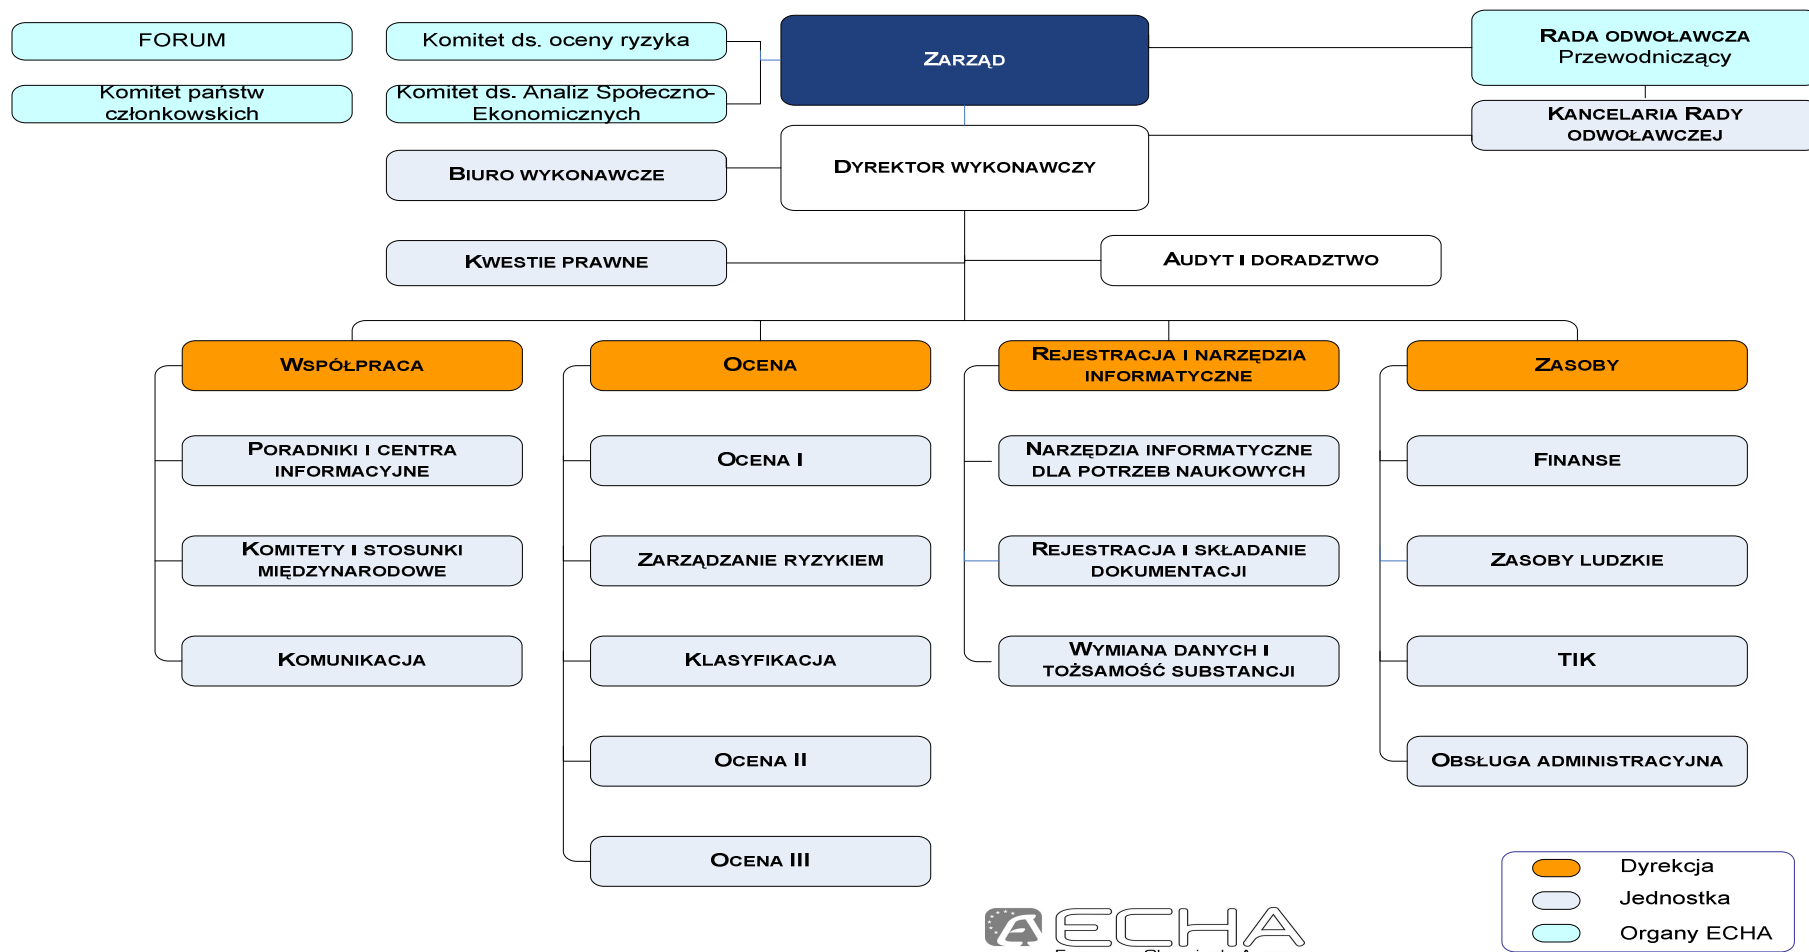 FORUM
Komitet państw
członkowskich
Komitet ds. oceny ryzyka
Komitet ds. Analiz Społeczno-
Ekonomicznych
ZARZĄD
RADA ODWOŁAWCZA
Przewodniczący
KANCELARIA RADY
ODWOŁAWCZEJ
BIURO WYKONAWCZE
DYREKTOR WYKONAWCZY
KWESTIE PRAWNE
AUDYT I DORADZTWO
WSPÓŁPRACA
PORADNIKI I CENTRA
INFORMACYJNE
KOMITETY I STOSUNKI
MIĘDZYNARODOWE
KOMUNIKACJA
OCENA
OCENA I
ZARZĄDZANIE RYZYKIEM
KLASYFIKACJA
OCENA II
OCENA III
REJESTRACJA I NARZĘDZIA
INFORMATYCZNE
NARZĘDZIA INFORMATYCZNE
DLA POTRZEB NAUKOWYCH
REJESTRACJA I SKŁADANIE
DOKUMENTACJI
WYMIANA DANYCH I
TOŻSAMOŚĆ SUBSTANCJI
ZASOBY
FINANSE
ZASOBY LUDZKIE
TIK
OBSŁUGA ADMINISTRACYJNA
Dyrekcja
Jednostka
Organy ECHA
ECHA